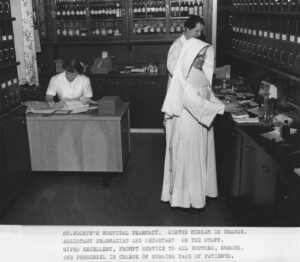 ST.JOSEPH'S HOSPITAL PHARMACY. SISTER MIRIAM IN CHARGE.
ASSISTANT PHARMACIST AND SECRETARY ON THE STAFF.
GIVES EXCELLENT, PROMPT SERVICE TO ALL DOCTORS, NURSES,
AND PERSONNEL IN CHARGE OF NURSING CARE OF PATIENTS.